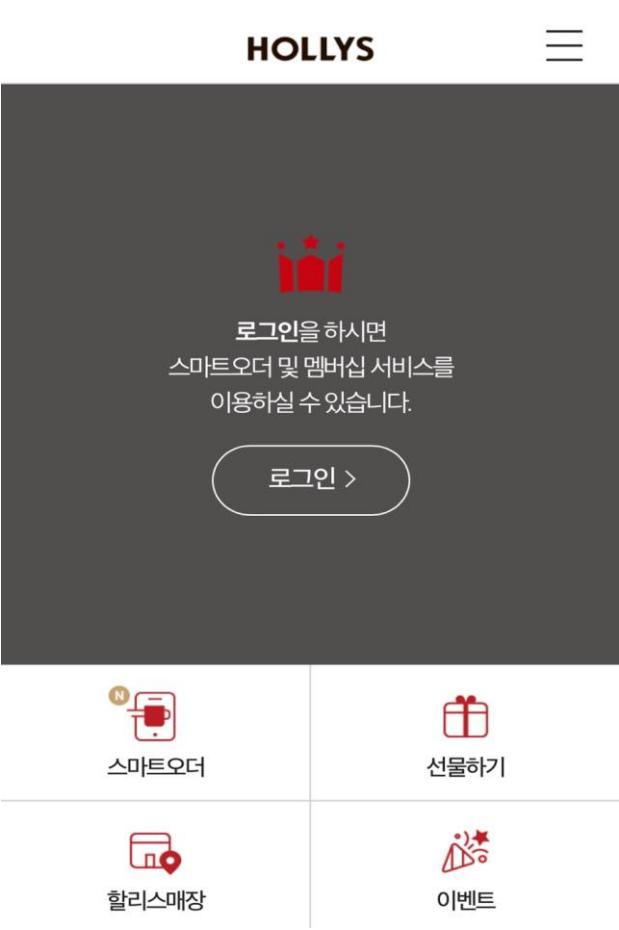 HOLLYS
로그인을 하시면
스마트오더 및 멤버십 서비스를
이용하실 수 있습니다.
로그인 >
N
스마트오더
선물하기
할리스매장
이벤트